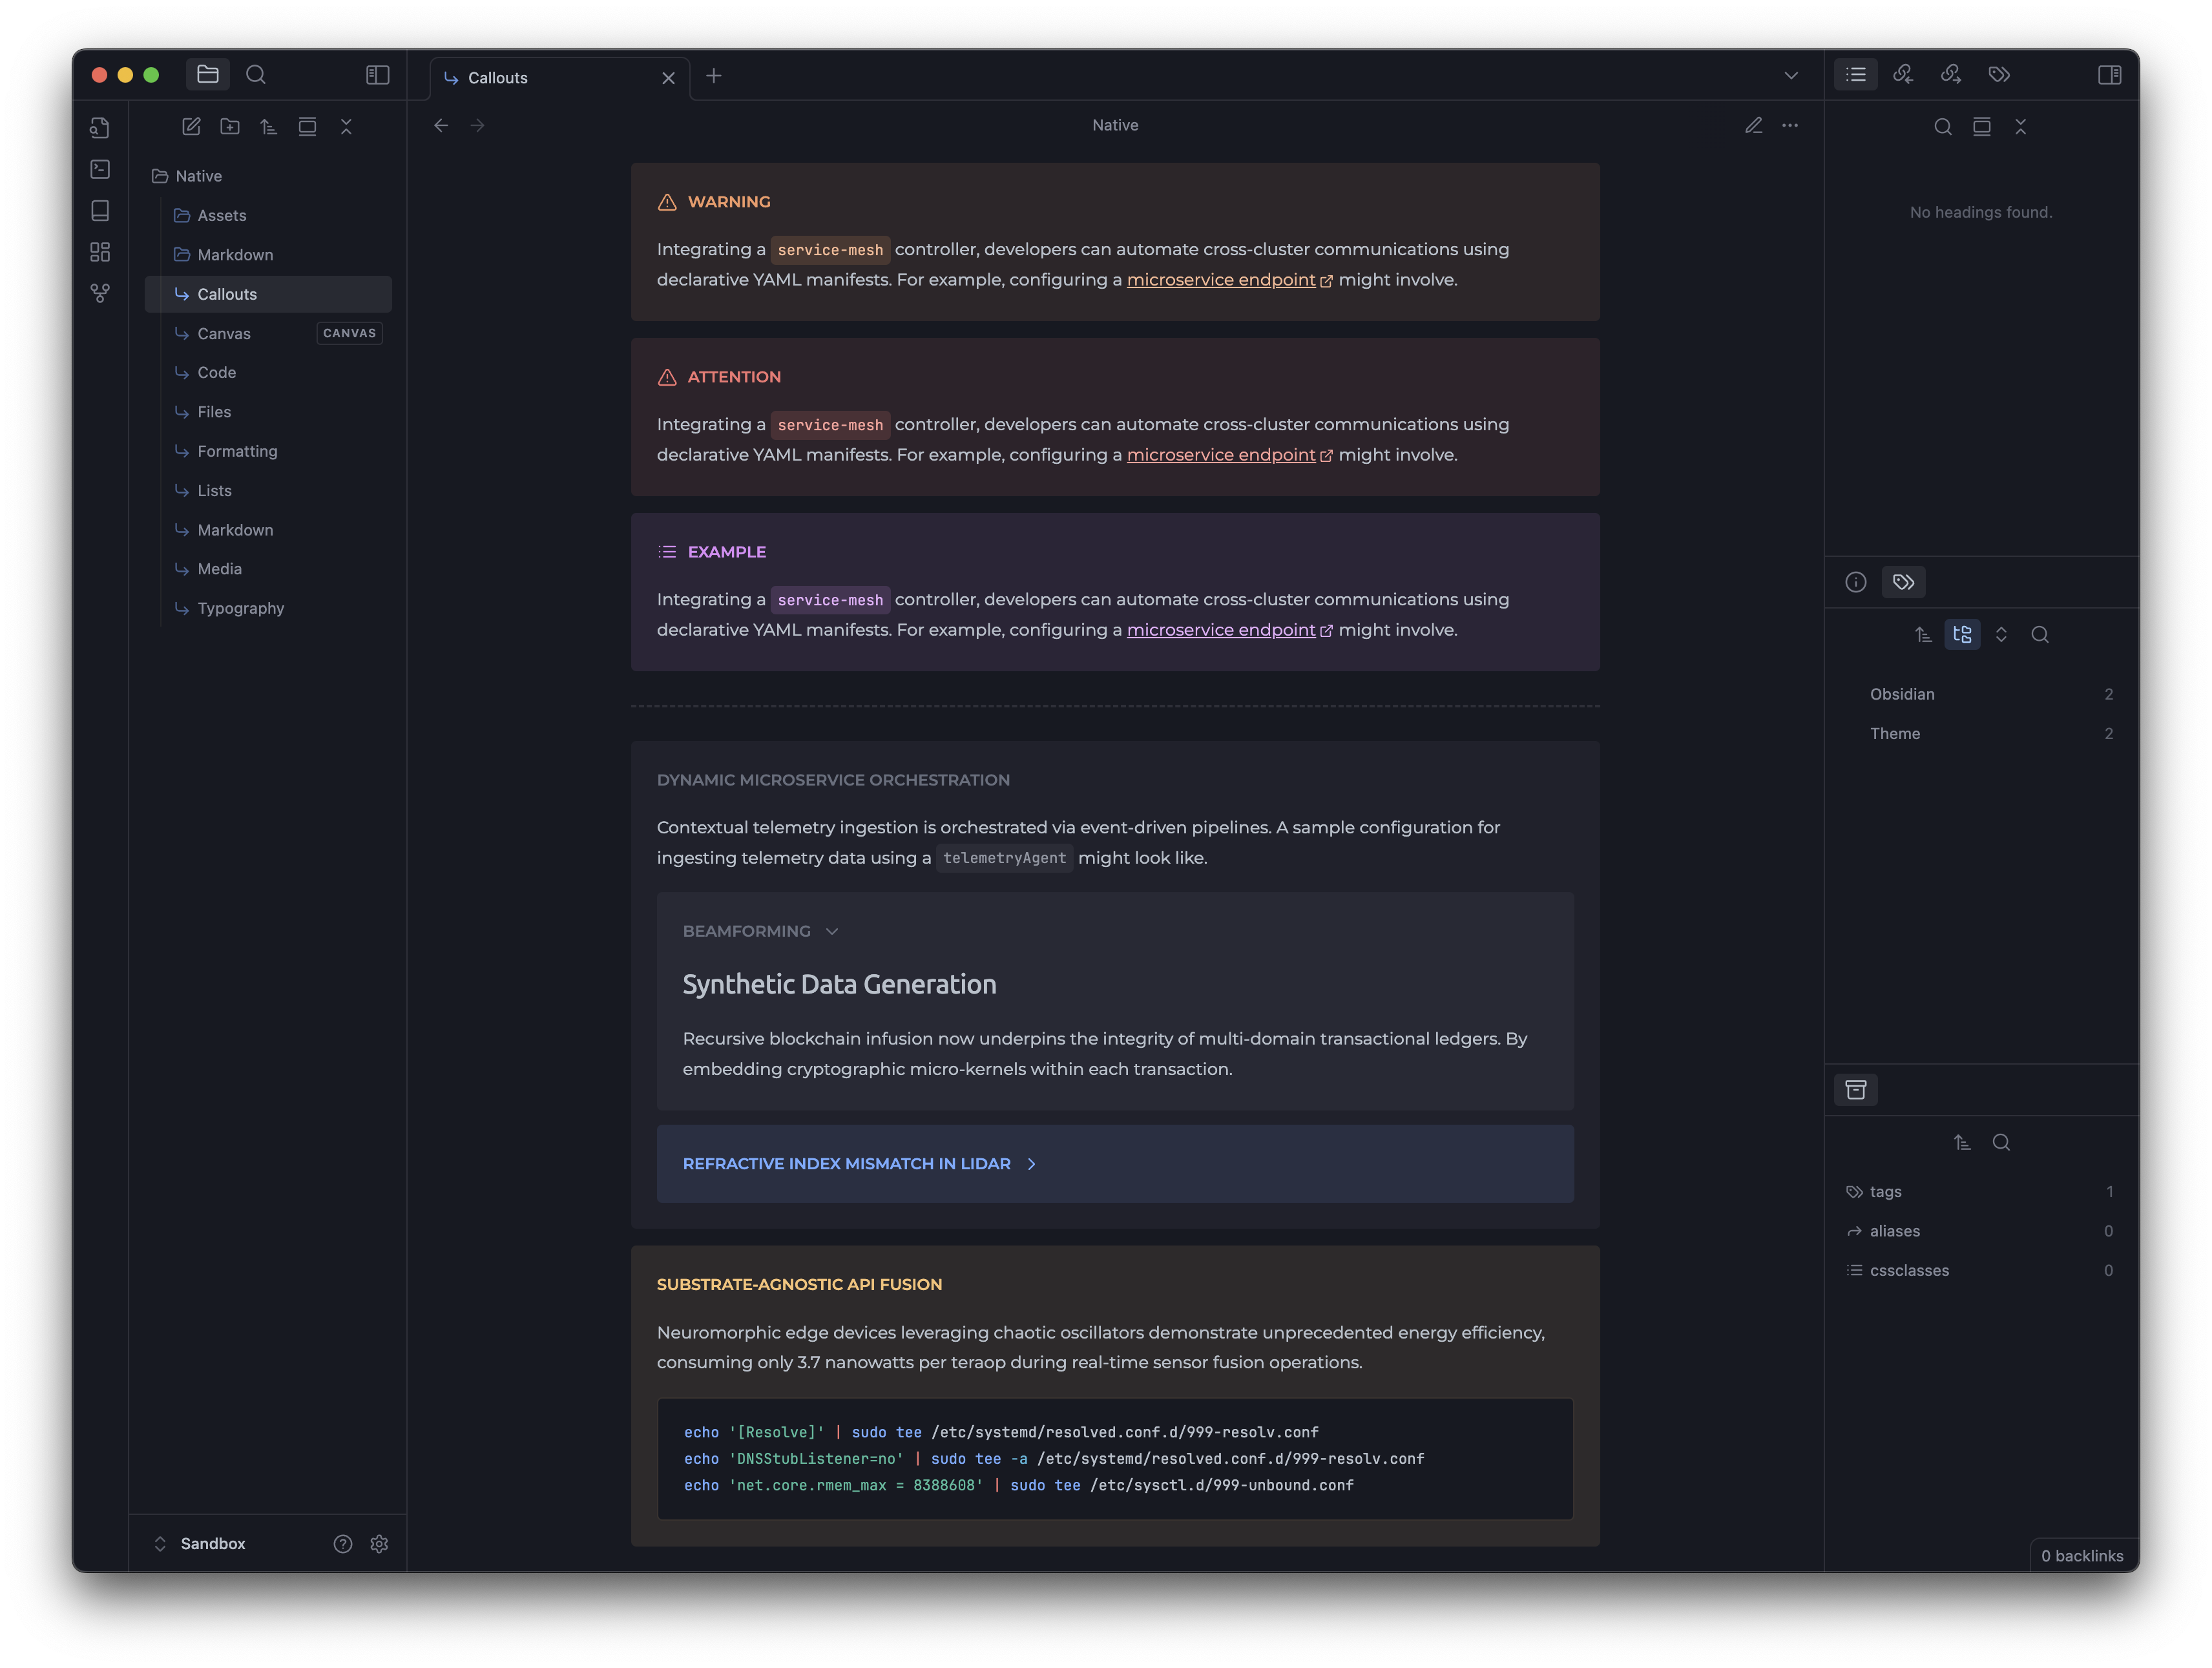 Callouts
Native
Native
Assets
Markdown
Callouts
Canvas CANVAS
Code
Files
Formatting
Lists
Markdown
Media
Typography
Sandbox
WARNING
Integrating a service-mesh controller, developers can automate cross-cluster communications using
declarative YAML manifests. For example, configuring a microservice endpoint might involve.
ATTENTION
Integrating a service-mesh controller, developers can automate cross-cluster communications using
declarative YAML manifests. For example, configuring a microservice endpoint might involve.
EXAMPLE
Integrating a service-mesh controller, developers can automate cross-cluster communications using
declarative YAML manifests. For example, configuring a microservice endpoint might involve.
DYNAMIC MICROSERVICE ORCHESTRATION
Contextual telemetry ingestion is orchestrated via event-driven pipelines. A sample configuration for
ingesting telemetry data using a telemetryAgent might look like.
BEAMFORMING
Synthetic Data Generation
Recursive blockchain infusion now underpins the integrity of multi-domain transactional ledgers. By
embedding cryptographic micro-kernels within each transaction.
REFRACTIVE INDEX MISMATCH IN LIDAR
SUBSTRATE-AGNOSTIC API FUSION
Neuromorphic edge devices leveraging chaotic oscillators demonstrate unprecedented energy efficiency,
consuming only 3.7 nanowatts per teraop during real-time sensor fusion operations.
echo '[Resolve]' | sudo tee /etc/systemd/resolved.conf.d/999-resolv.conf
echo 'DNSStubListener=no' | sudo tee -a /etc/systemd/resolved.conf.d/999-resolv.conf
echo 'net.core.rmem_max = 8388608' | sudo tee /etc/sysctl.d/999-unbound.conf
No headings found.
Obsidian 2
Theme 2
tags 1
aliases 0
cssclasses 0
0 backlinks